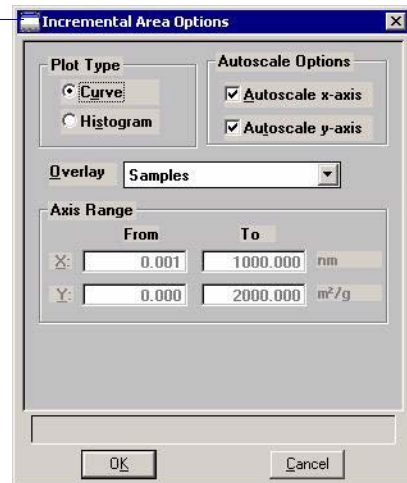 Incremental Area Options
Plot Type
Curve
Histogram
Autoscale Options
Autoscale x-axis
Autoscale y-axis
Overlay Samples
Axis Range
From To
X: 0.001 1000.000 nm
Y: 0.000 2000.000 m²/g
OK Cancel